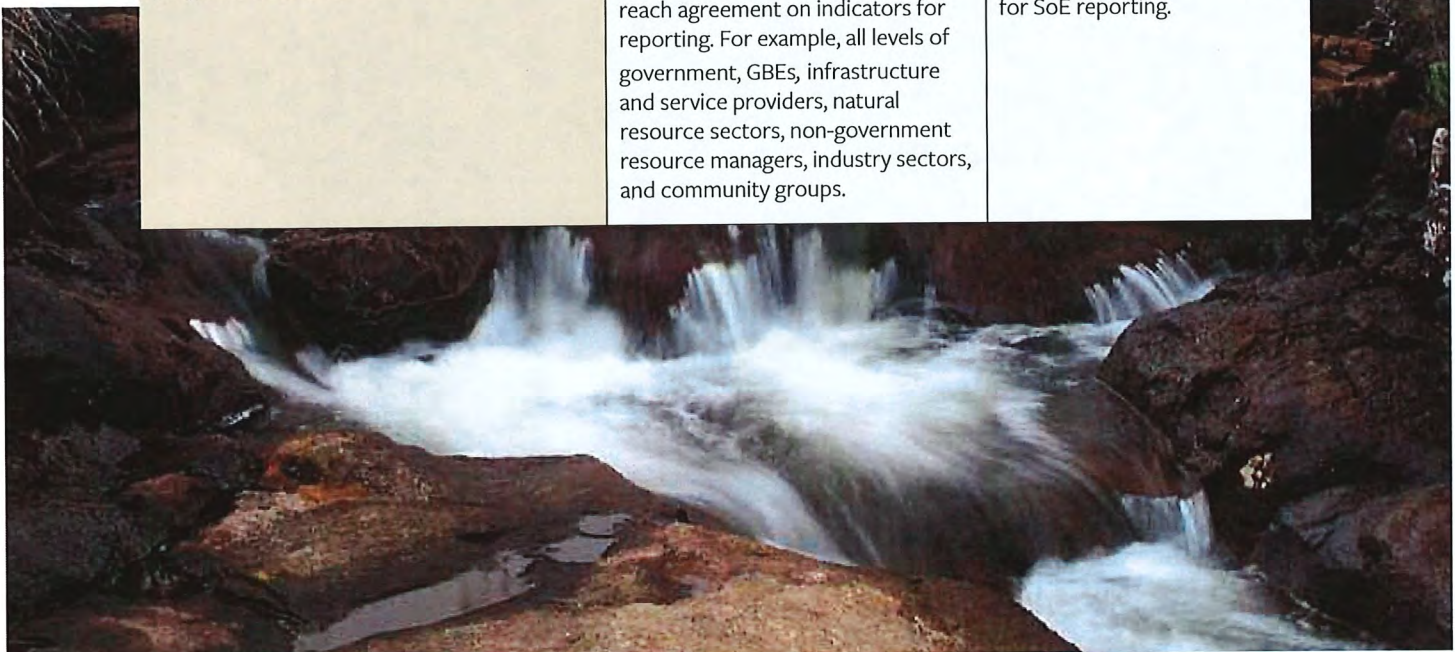 reach agreement on indicators for
reporting. For example, all levels of
government, GBEs, infrastructure
and service providers, natural
resource sectors, non-government
resource managers, industry sectors,
and community groups.
for SoE reporting.